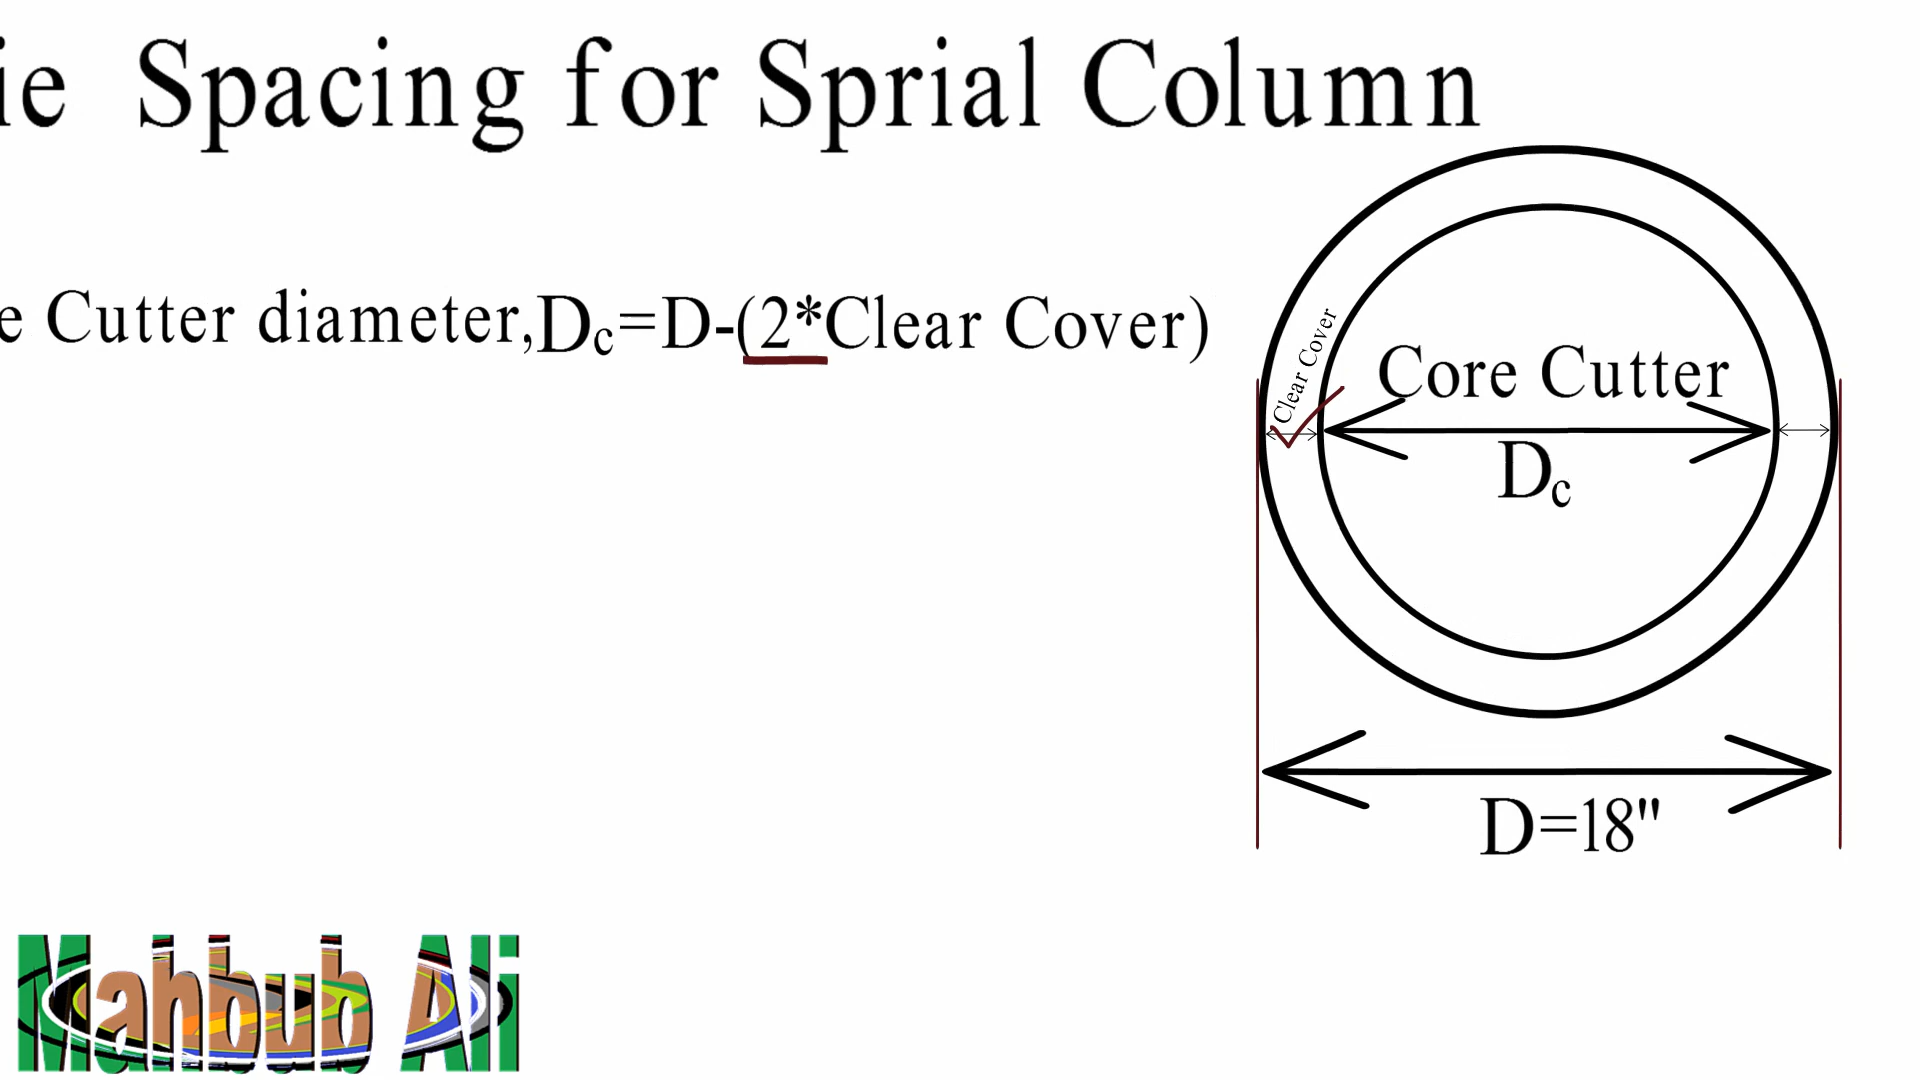 ie Spacing for Sprial Column
e Cutter diameter,Dc=D-(2*Clear Cover)
Clear Cover
Core Cutter
Dc
D=18"
Mahbub Ali